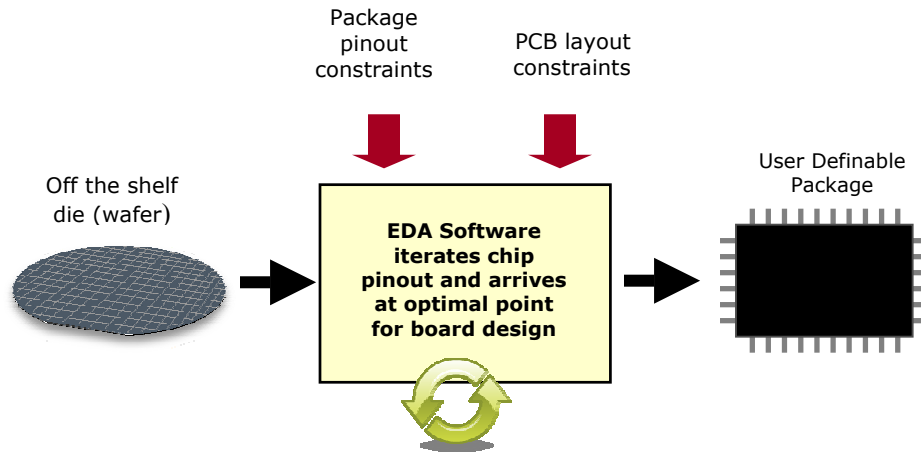 Package
pinout
constraints
PCB layout
constraints
Off the shelf
die (wafer)
EDA Software
iterates chip
pinout and arrives
at optimal point
for board design
User Definable
Package